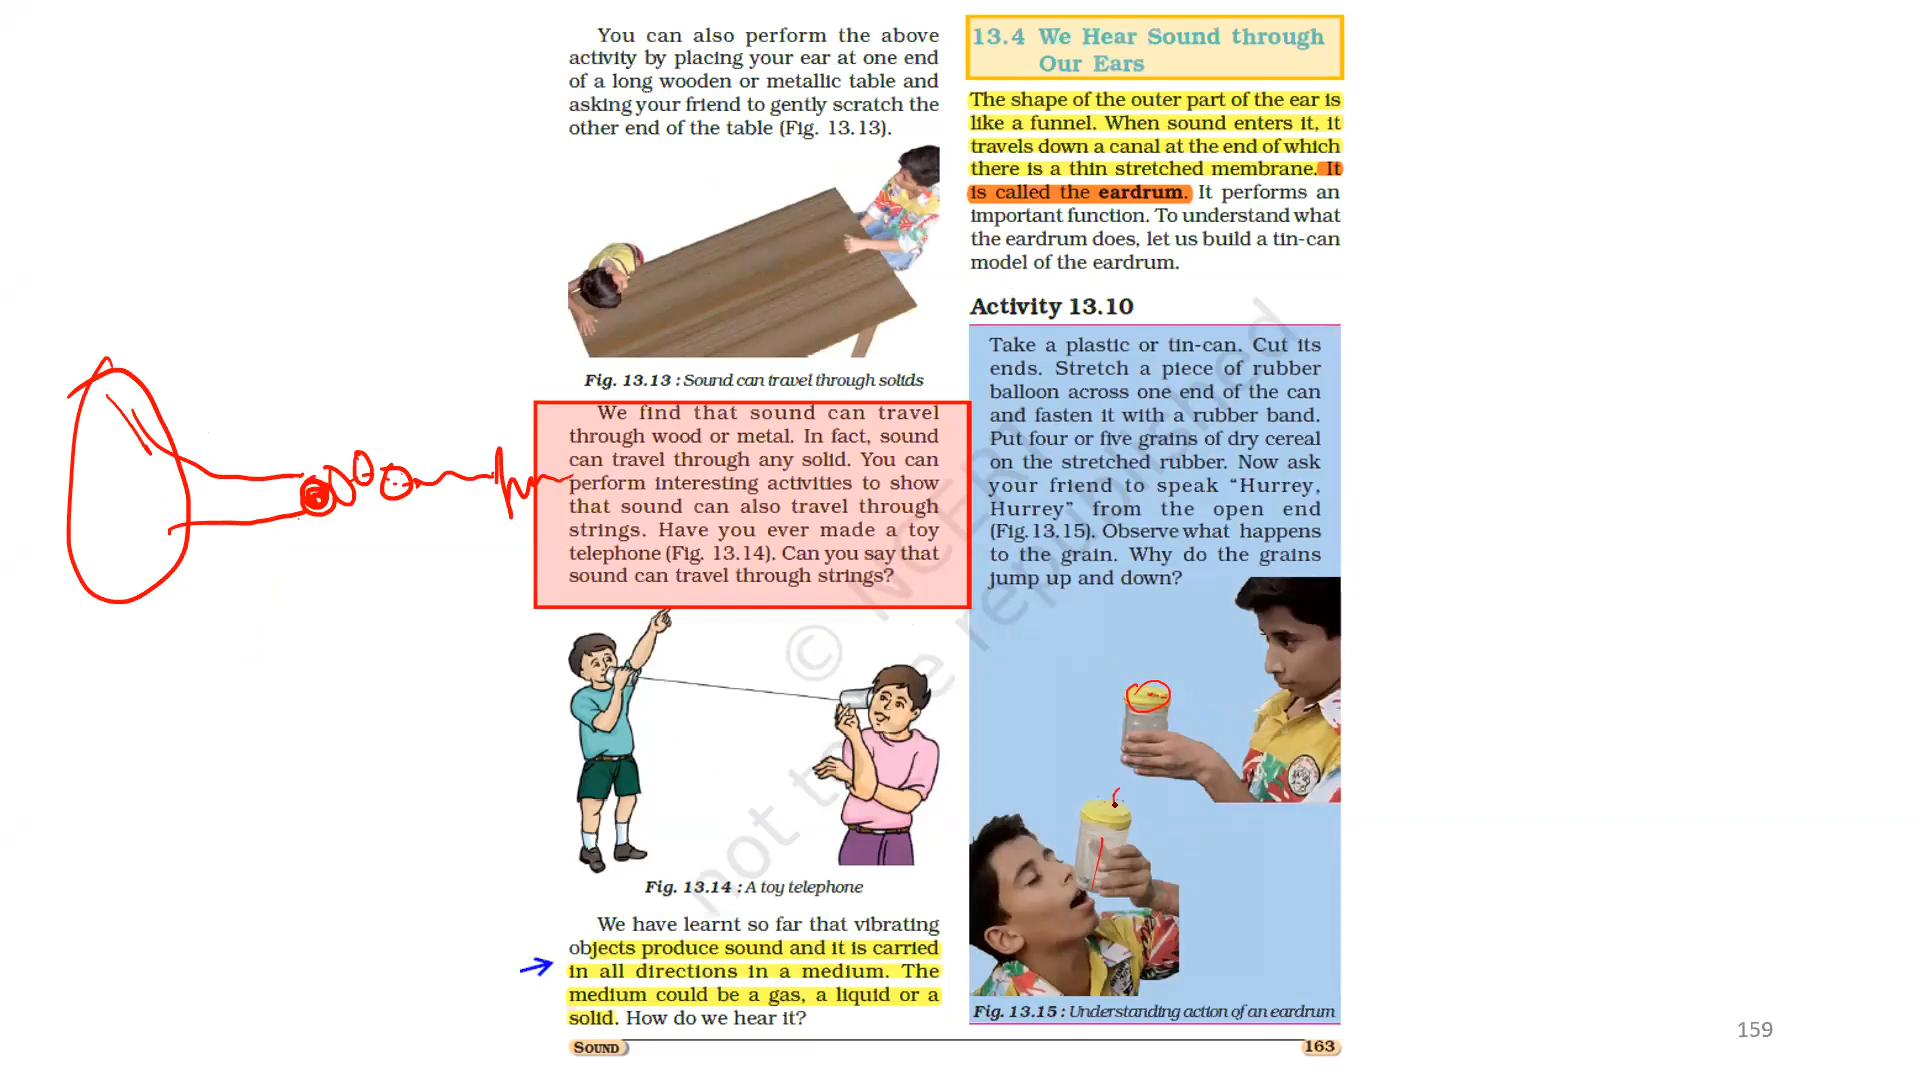 You can also perform the above
activity by placing your ear at one end
of a long wooden or metallic table and
asking your friend to gently scratch the
other end of the table (Fig. 13.13).
Fig. 13.13 : Sound can travel through solids
We find that sound can travel
through wood or metal. In fact, sound
can travel through any solid. You can
perform interesting activities to show
that sound can also travel through
strings. Have you ever made a toy
telephone (Fig. 13.14). Can you say that
sound can travel through strings?
Fig. 13.14 : A toy telephone
We have learnt so far that vibrating
objects produce sound and it is carried
in all directions in a medium. The
medium could be a gas, a liquid or a
solid. How do we hear it?
13.4 We Hear Sound through
Our Ears
The shape of the outer part of the ear is
like a funnel. When sound enters it, it
travels down a canal at the end of which
there is a thin stretched membrane. It
is called the eardrum. It performs an
important function. To understand what
the eardrum does, let us build a tin-can
model of the eardrum.
Activity 13.10
Take a plastic or tin-can. Cut its
ends. Stretch a piece of rubber
balloon across one end of the can
and fasten it with a rubber band.
Put four or five grains of dry cereal
on the stretched rubber. Now ask
your friend to speak “Hurrey,
Hurrey” from the open end
(Fig.13.15). Observe what happens
to the grain. Why do the grains
jump up and down?
Fig. 13.15 : Understanding action of an eardrum
SOUND
163
© NCERT
not to be republished
159